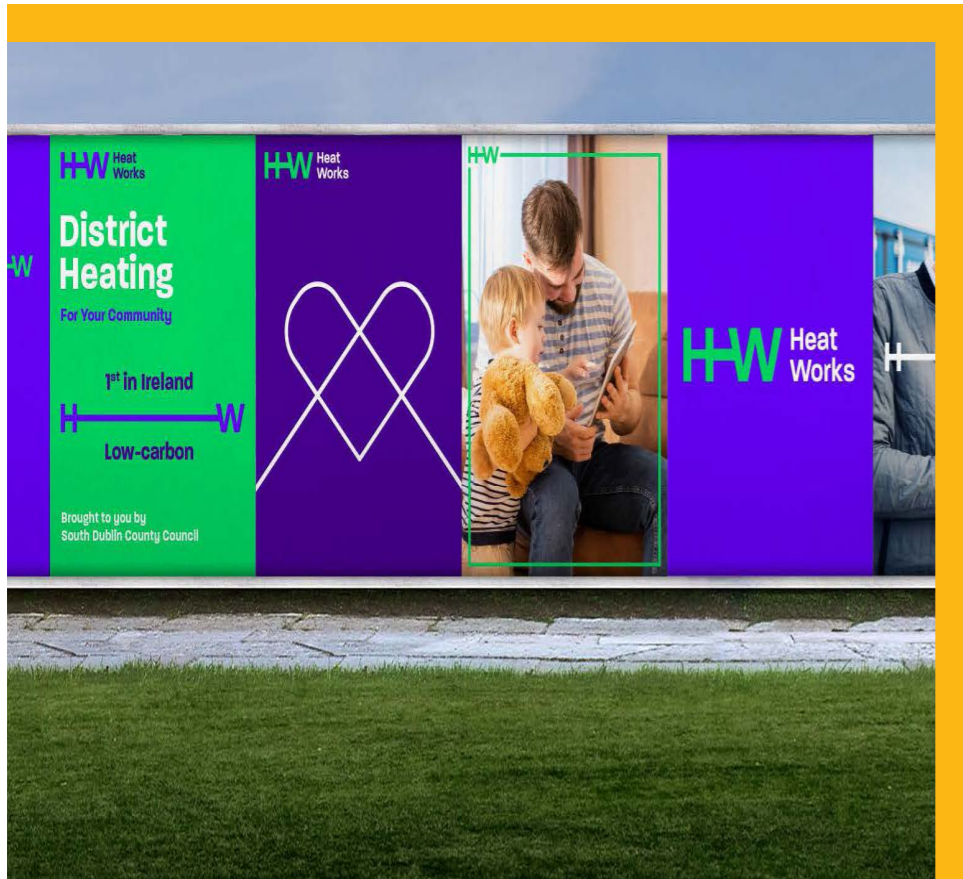 W
HW Heat
Works
District
Heating
For Your Community
1st in Ireland
H W
Low-carbon
Brought to you by
South Dublin County Council
HW Heat
Works
HW
HW Heat
Works
H